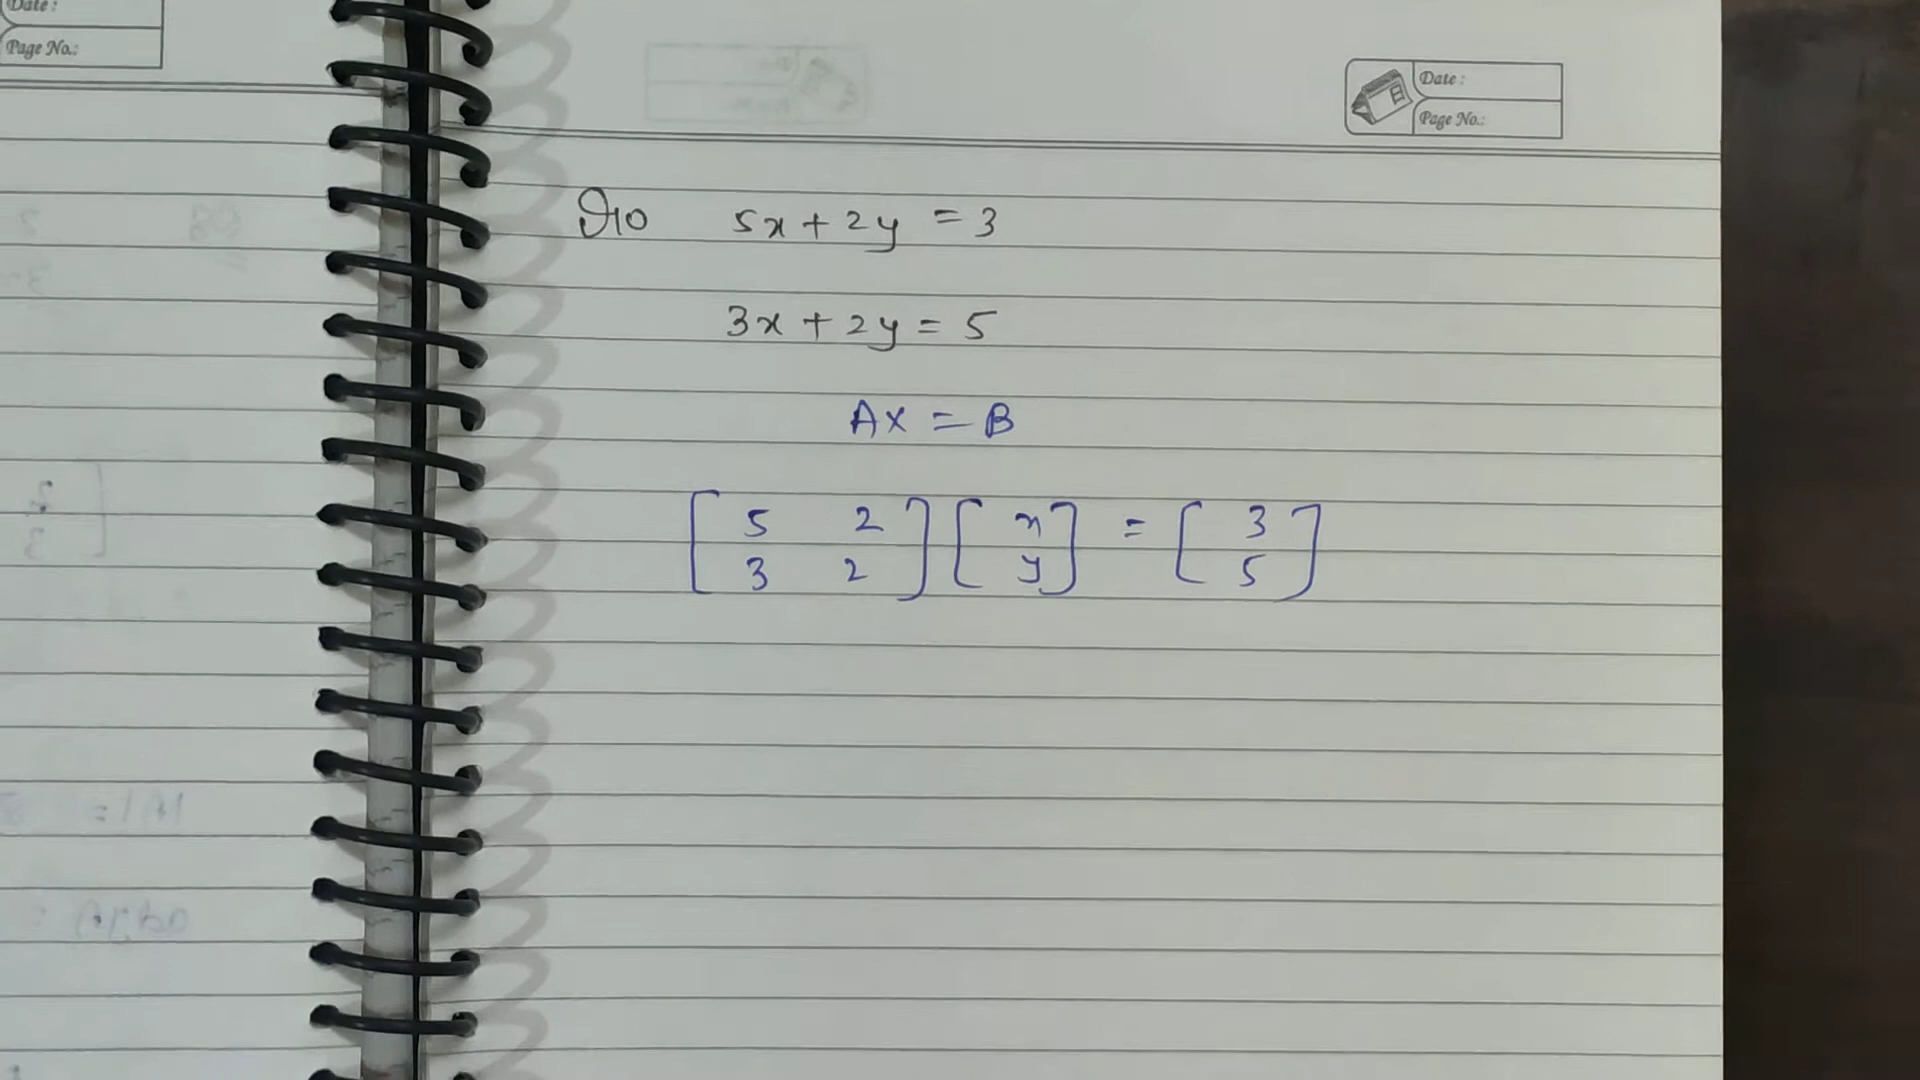 Date :
Page No.:
Date :
Page No.:
5x + 2y = 3
3x + 2y = 5
AX = B
[ 5 2 ] [ x ] = [ 3 ]
[ 3 2 ] [ y ] [ 5 ]